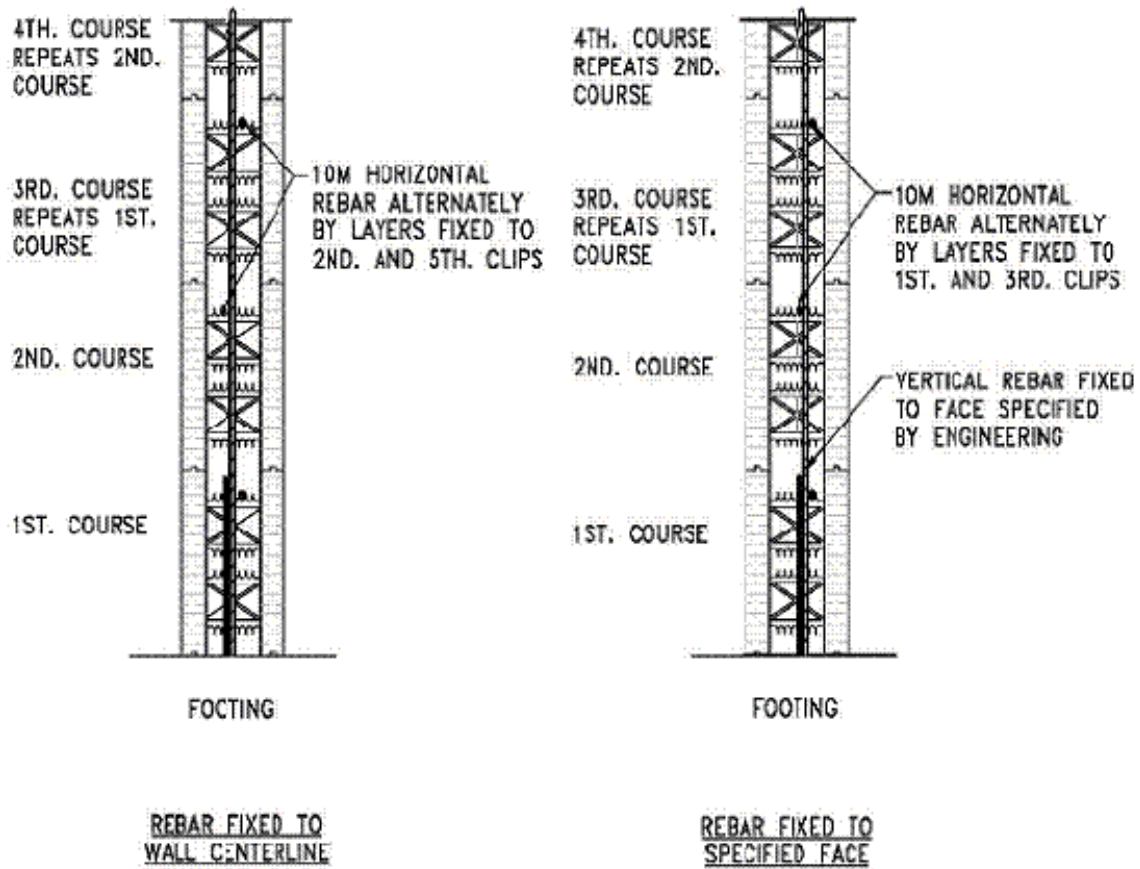 4TH. COURSE
REPEATS 2ND.
COURSE
3RD. COURSE
REPEATS 1ST.
COURSE
10M HORIZONTAL
REBAR ALTERNATELY
BY LAYERS FIXED TO
2ND. AND 5TH. CLIPS
2ND. COURSE
1ST. COURSE
FOCTING
REBAR FIXED TO
WALL CENTERLINE
4TH. COURSE
REPEATS 2ND.
COURSE
3RD. COURSE
REPEATS 1ST.
COURSE
10M HORIZONTAL
REBAR ALTERNATELY
BY LAYERS FIXED TO
1ST. AND 3RD. CLIPS
2ND. COURSE
VERTICAL REBAR FIXED
TO FACE SPECIFIED
BY ENGINEERING
1ST. COURSE
FOOTING
REBAR FIXED TO
SPECIFIED FACE